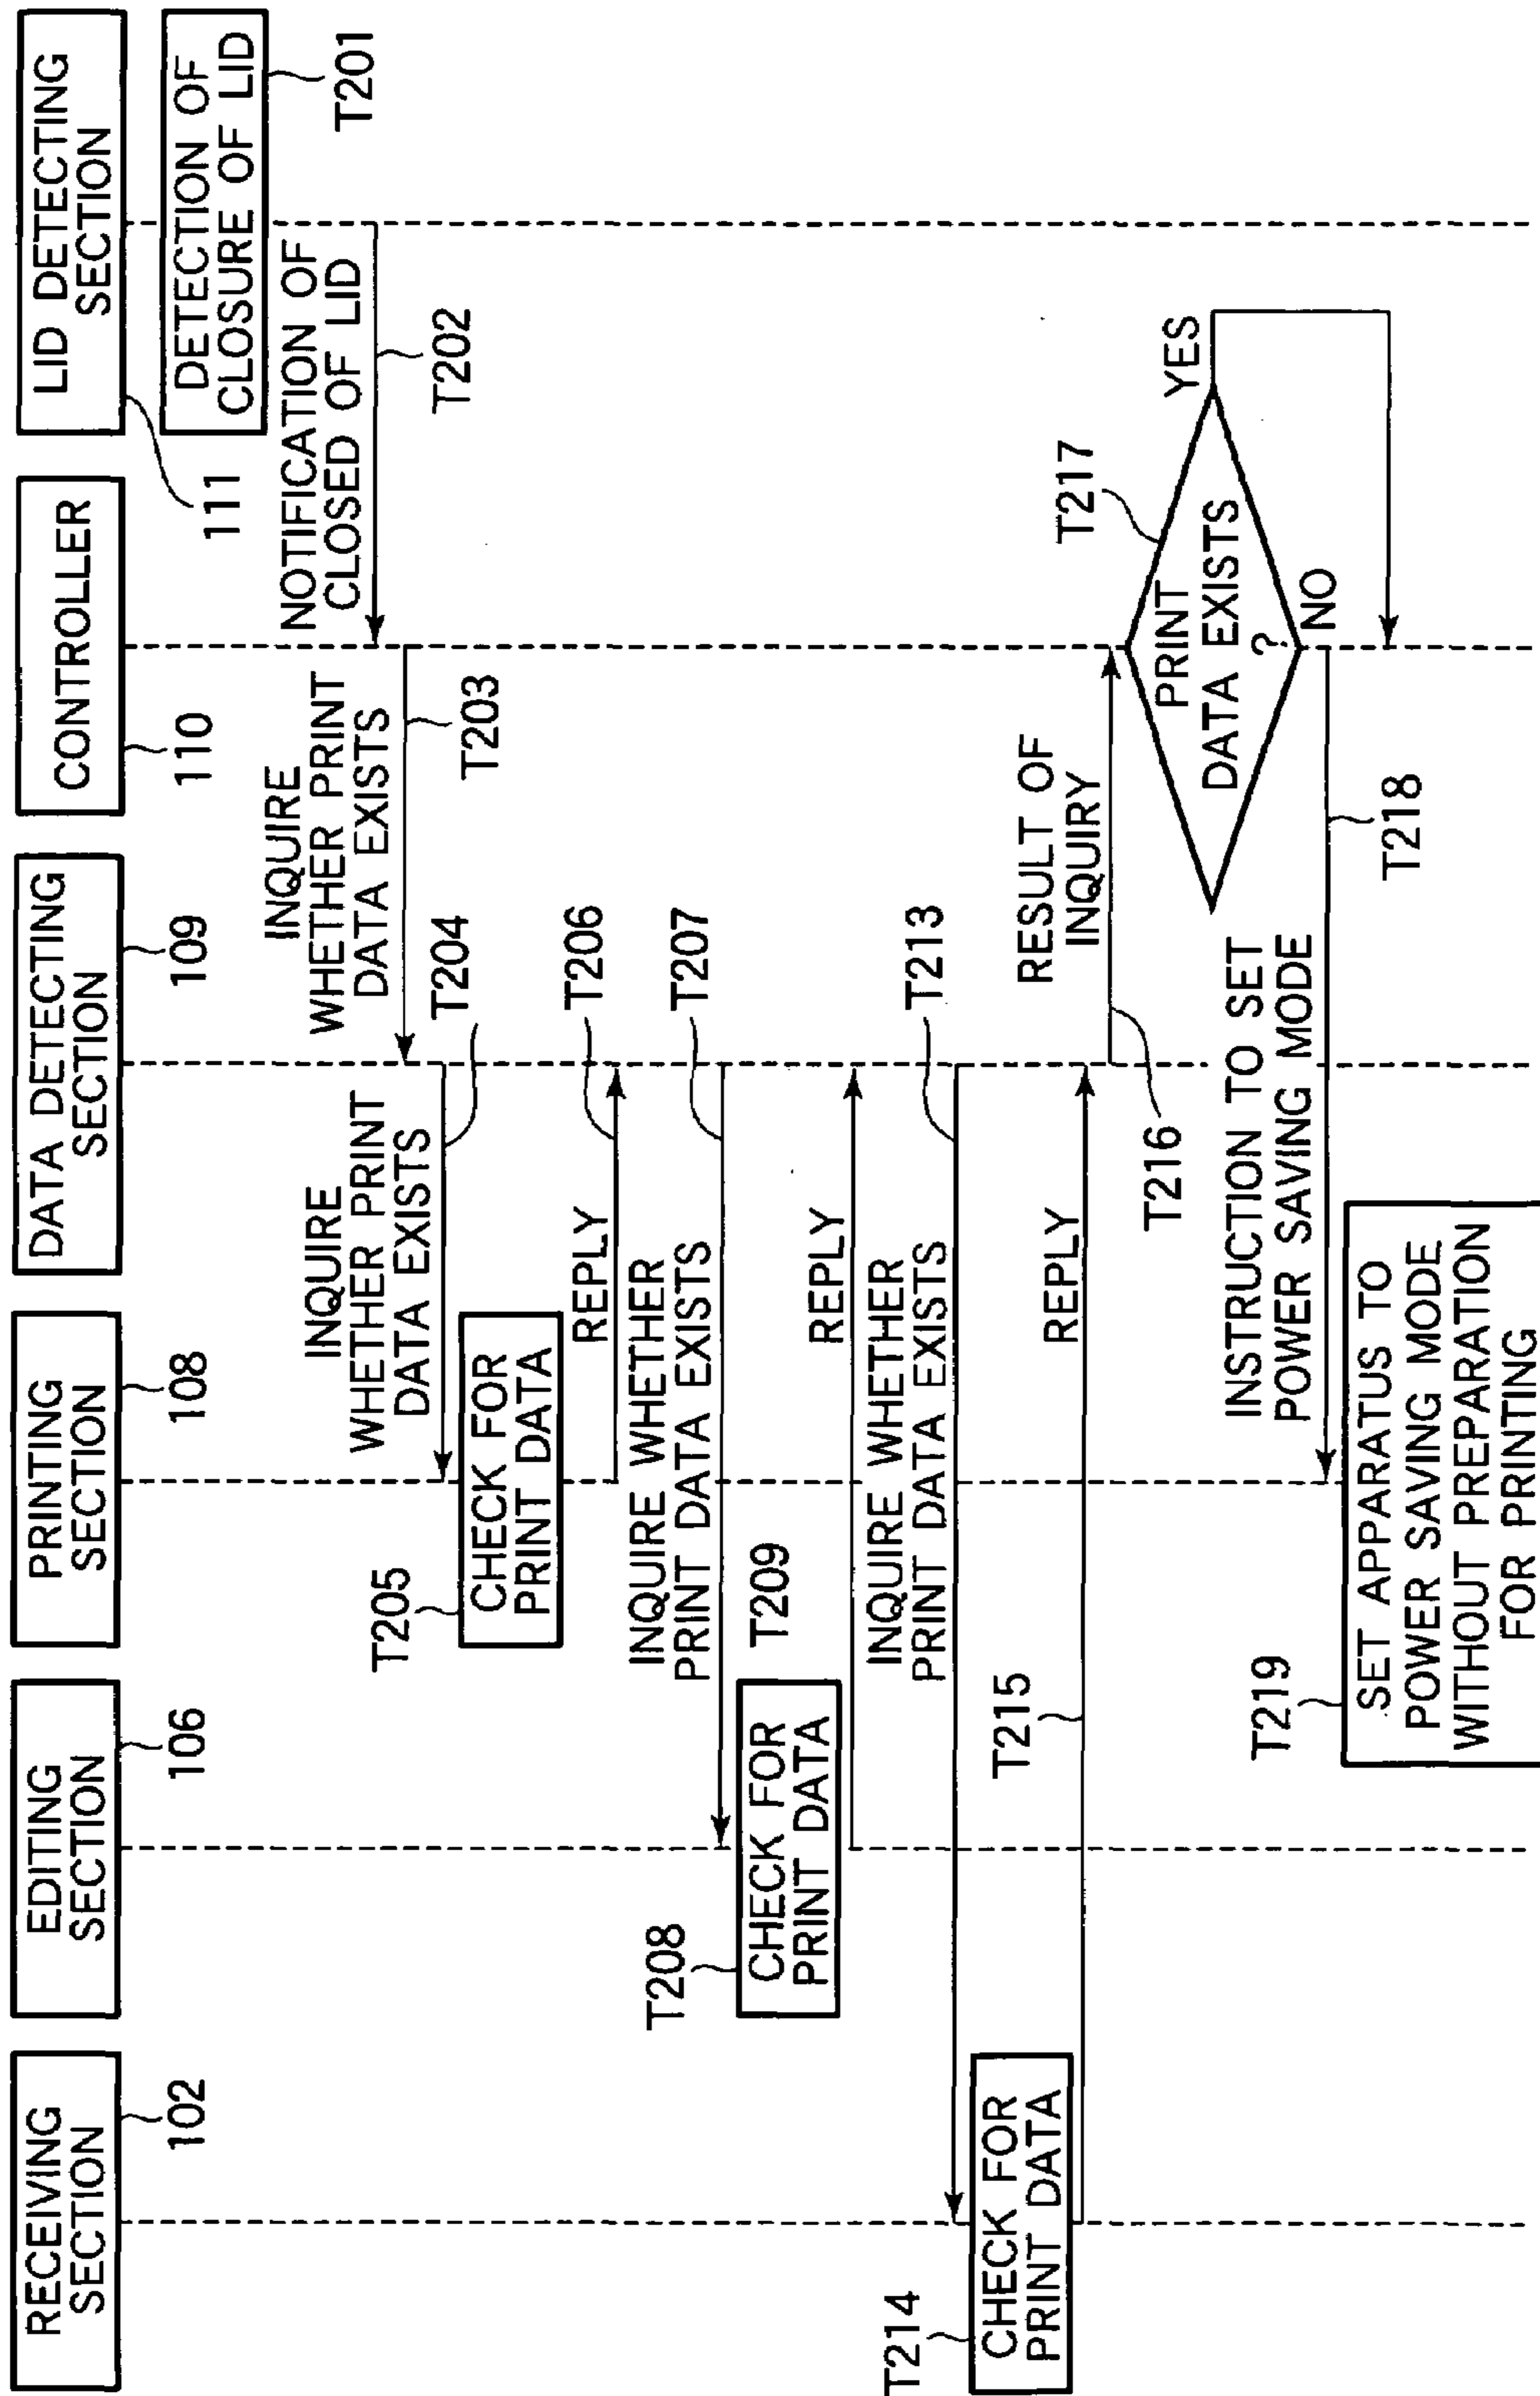 RECEIVING
SECTION
102
EDITING
SECTION
106
PRINTING
SECTION
108
DATA DETECTING
SECTION
109
CONTROLLER
110
LID DETECTING
SECTION
111
DETECTION OF
CLOSURE OF LID
T201
NOTIFICATION OF
CLOSED OF LID
T202
INQUIRE
WHETHER PRINT
DATA EXISTS
T203
INQUIRE
WHETHER PRINT
DATA EXISTS
T204
T205
CHECK FOR
PRINT DATA
REPLY
T206
INQUIRE WHETHER
PRINT DATA EXISTS
T207
T208
CHECK FOR
PRINT DATA
T209
REPLY
INQUIRE WHETHER
PRINT DATA EXISTS
T213
T214
CHECK FOR
PRINT DATA
T215
REPLY
RESULT OF
INQUIRY
T216
T217
PRINT
DATA EXISTS
?
YES
NO
INSTRUCTION TO SET
POWER SAVING MODE
T218
T219
SET APPARATUS TO
POWER SAVING MODE
WITHOUT PREPARATION
FOR PRINTING